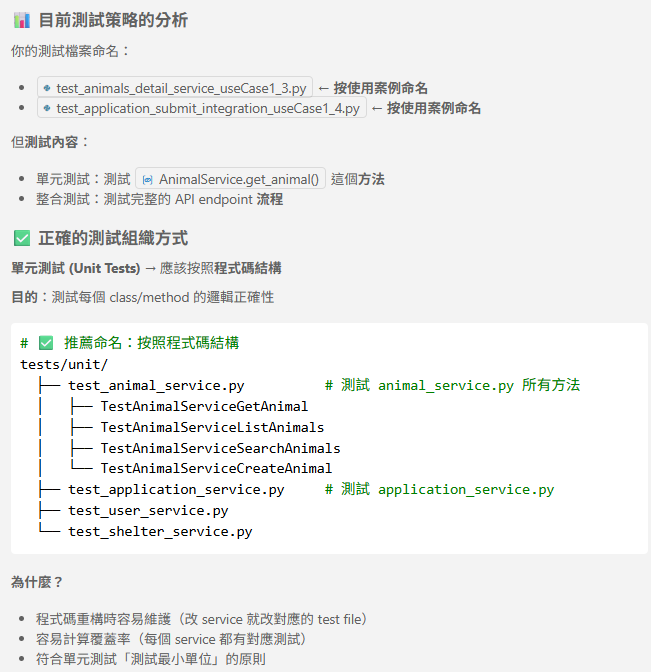 📊 目前測試策略的分析
你的測試檔案命名：
• test_animals_detail_service_useCase1_3.py ← 按使用案例命名
• test_application_submit_integration_useCase1_4.py ← 按使用案例命名
但測試內容：
• 單元測試：測試 AnimalService.get_animal() 這個方法
• 整合測試：測試完整的 API endpoint 流程
✅ 正確的測試組織方式
單元測試 (Unit Tests) → 應該按照程式碼結構
目的：測試每個 class/method 的邏輯正確性
# ✅ 推薦命名：按照程式碼結構
tests/unit/
├── test_animal_service.py # 測試 animal_service.py 所有方法
│ ├── TestAnimalServiceGetAnimal
│ ├── TestAnimalServiceListAnimals
│ ├── TestAnimalServiceSearchAnimals
│ └── TestAnimalServiceCreateAnimal
├── test_application_service.py # 測試 application_service.py
├── test_user_service.py
└── test_shelter_service.py
為什麼？
• 程式碼重構時容易維護（改 service 就改對應的 test file）
• 容易計算覆蓋率（每個 service 都有對應測試）
• 符合單元測試「測試最小單位」的原則